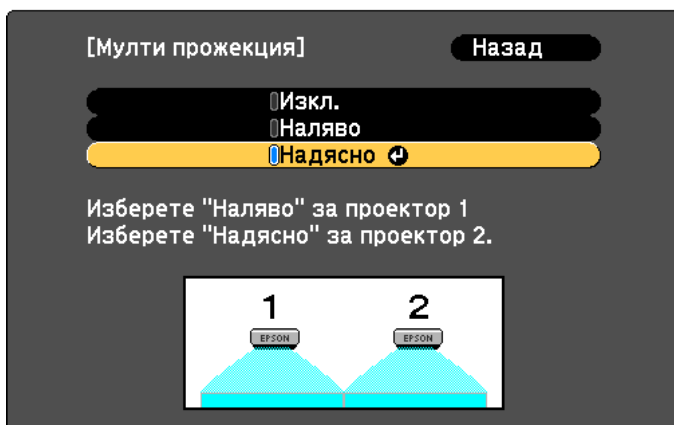 [Мулти прожекция] Назад
Изкл.
Наляво
Надясно
Изберете "Наляво" за проектор 1
Изберете "Надясно" за проектор 2.
1 2
EPSON EPSON